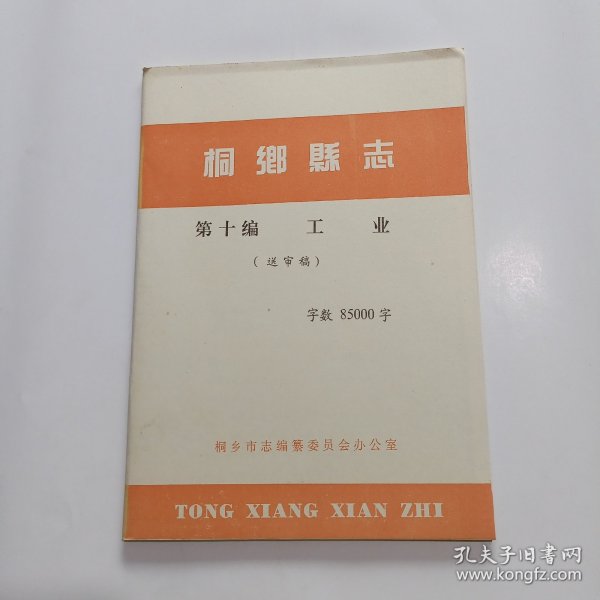 桐鄉縣志
第十编 工 业
(送审稿)
字数 85000 字
桐乡市志编纂委员会办公室
TONG XIANG XIAN ZHI
孔夫子旧书网
www.kongfz.com